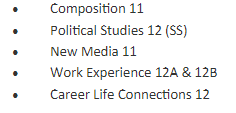 • Composition 11
• Political Studies 12 (SS)
• New Media 11
• Work Experience 12A & 12B
• Career Life Connections 12